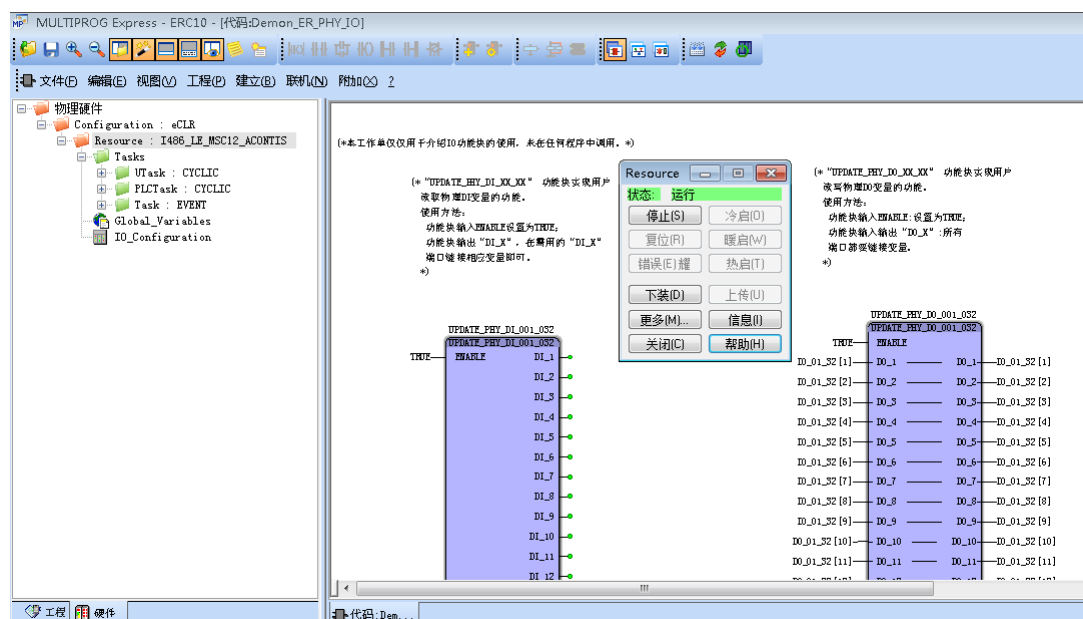 MULTIPROG Express - ERC10 - [代码:Demon_ER_PHY_IO]
文件(F) 编辑(E) 视图(V) 工程(P) 建立(B) 联机(N) 附加(X) ?
物理硬件
Configuration : eCLR
Resource : I486_LE_MSC12_ACONTIS
Tasks
UTask : CYCLIC
PLCTask : CYCLIC
Task : EVENT
Global_Variables
IO_Configuration
工程 硬件
(*本工作单仅仅用于介绍IO功能块的使用, 未在任何程序中调用。*)
(* "UPDATE_PHY_DI_XX_XX" 功能块实现用户
读取物理DI变量的功能.
使用方法:
功能块输入ENABLE设置为TRUE;
功能块输出 "DI_X" , 在需用的 "DI_X"
端口链接相应变量即可.
*)
UPDATE_PHY_DI_001_032
UPDATE_PHY_DI_001_032
TRUE ENABLE DI_1
DI_2
DI_3
DI_4
DI_5
DI_6
DI_7
DI_8
DI_9
DI_10
DI_11
DI_12
Resource
状态: 运行
停止(S) 冷启(O)
复位(R) 暖启(W)
错误(E)耀 热启(T)
下装(D) 上传(U)
更多(M)... 信息(I)
关闭(C) 帮助(H)
(* "UPDATE_PHY_DO_XX_XX" 功能块实现用户
读写物理DO变量的功能.
使用方法:
功能块输入ENABLE:设置为TRUE;
功能块输入输出 "DO_X" :所有
端口都要链接变量.
*)
UPDATE_PHY_DO_001_032
UPDATE_PHY_DO_001_032
TRUE ENABLE
DO_01_32[1] DO_1 DO_1 DO_01_32[1]
DO_01_32[2] DO_2 DO_2 DO_01_32[2]
DO_01_32[3] DO_3 DO_3 DO_01_32[3]
DO_01_32[4] DO_4 DO_4 DO_01_32[4]
DO_01_32[5] DO_5 DO_5 DO_01_32[5]
DO_01_32[6] DO_6 DO_6 DO_01_32[6]
DO_01_32[7] DO_7 DO_7 DO_01_32[7]
DO_01_32[8] DO_8 DO_8 DO_01_32[8]
DO_01_32[9] DO_9 DO_9 DO_01_32[9]
DO_01_32[10] DO_10 DO_10 DO_01_32[10]
DO_01_32[11] DO_11 DO_11 DO_01_32[11]
代码:Dem...